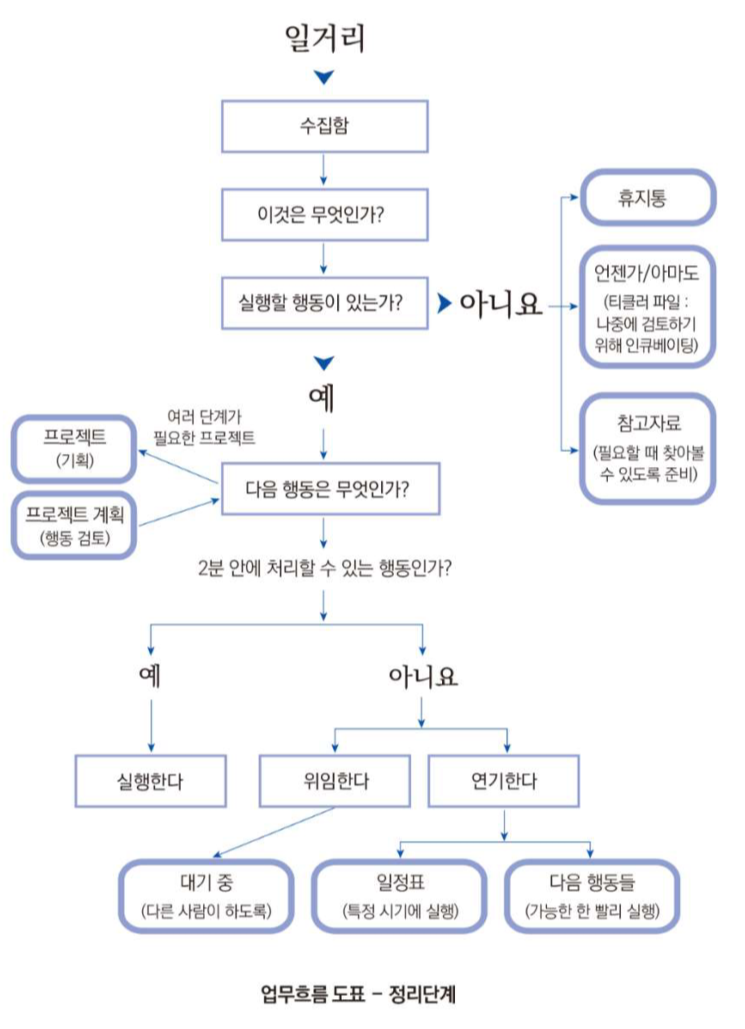 일거리
수집함
이것은 무엇인가?
실행할 행동이 있는가?
아니요
휴지통
언젠가/아마도
(티클러 파일 :
나중에 검토하기
위해 인큐베이팅)
참고자료
(필요할 때 찾아볼
수 있도록 준비)
예
여러 단계가
필요한 프로젝트
프로젝트
(기획)
프로젝트 계획
(행동 검토)
다음 행동은 무엇인가?
2분 안에 처리할 수 있는 행동인가?
예
아니요
실행한다
위임한다
연기한다
대기 중
(다른 사람이 하도록)
일정표
(특정 시기에 실행)
다음 행동들
(가능한 한 빨리 실행)
업무흐름 도표 – 정리단계